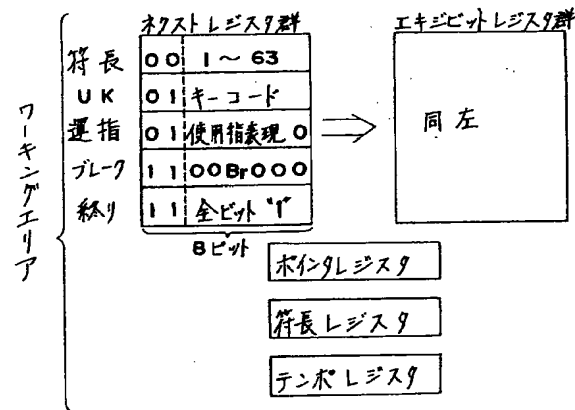 ネクストレジスタ群
エキジビットレジスタ群
符長 00 1〜63
UK 01 キーコード
運指 01 使用指表現 0
ブレーク 11 00Br000
終り 11 全ビット"1"
8ビット
同左
ワーキングエリア
ポインタレジスタ
符長レジスタ
テンポレジスタ